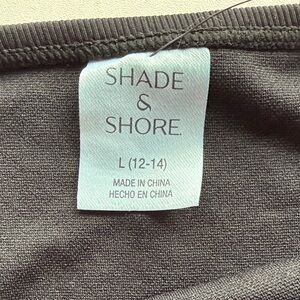 SHADE
&
SHORE
L (12-14)
MADE IN CHINA
HECHO EN CHINA